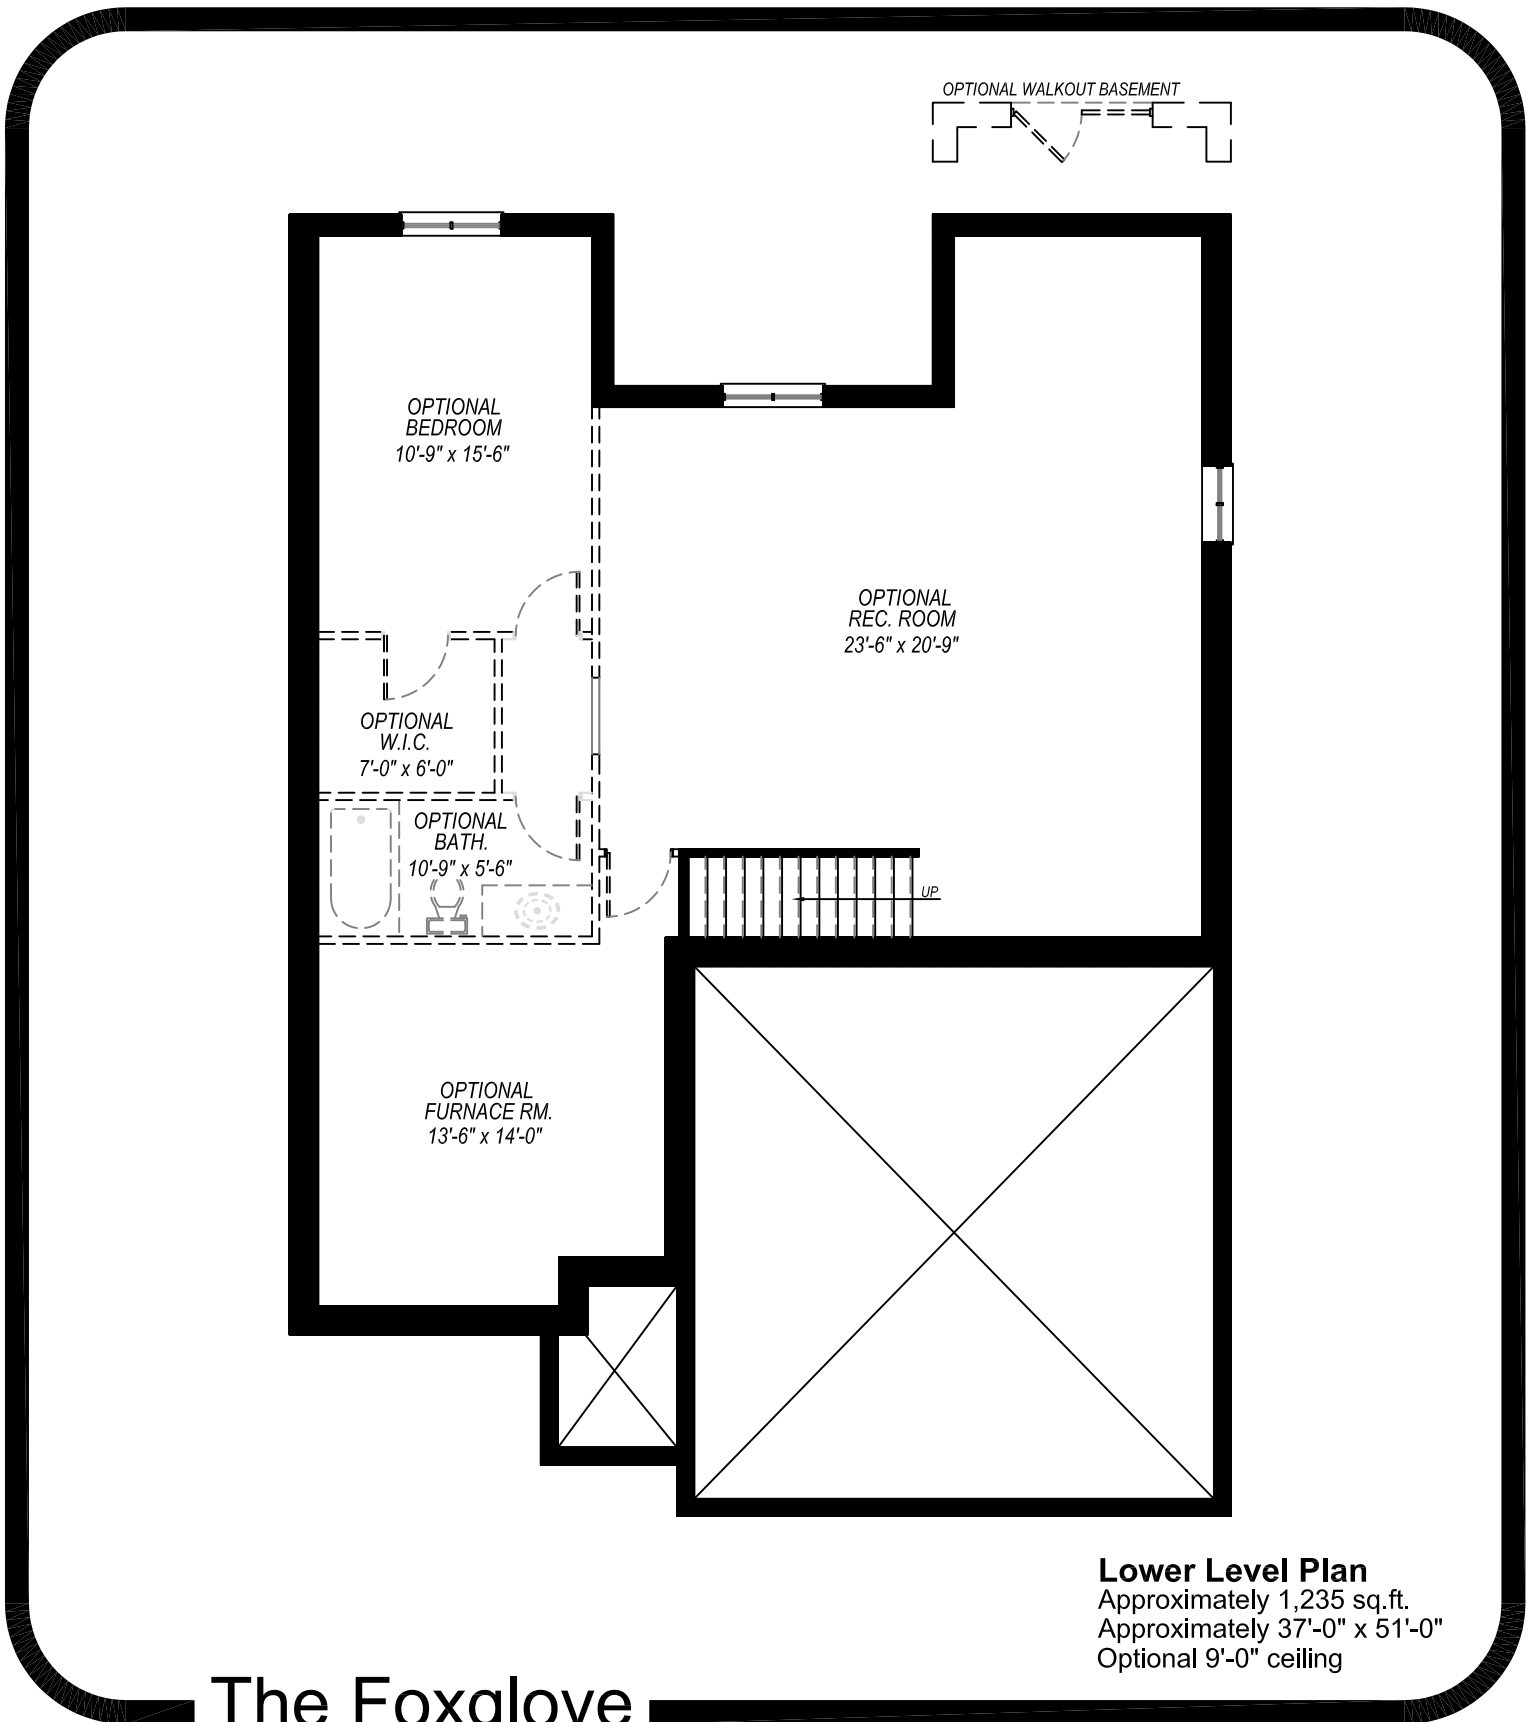 OPTIONAL WALKOUT BASEMENT
OPTIONAL
BEDROOM
10'-9" x 15'-6"
OPTIONAL
REC. ROOM
23'-6" x 20'-9"
OPTIONAL
W.I.C.
7'-0" x 6'-0"
OPTIONAL
BATH.
10'-9" x 5'-6"
UP
OPTIONAL
FURNACE RM.
13'-6" x 14'-0"
Lower Level Plan
Approximately 1,235 sq.ft.
Approximately 37'-0" x 51'-0"
Optional 9'-0" ceiling
The Foxglove